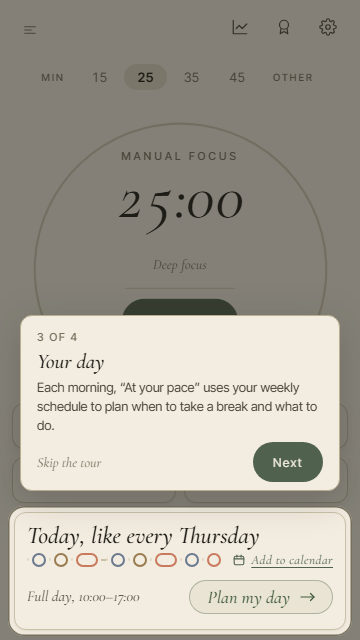 MIN 15 25 35 45 OTHER
MANUAL FOCUS
25:00
Deep focus
3 OF 4
Your day
Each morning, “At your pace” uses your weekly
schedule to plan when to take a break and what to
do.
Skip the tour Next
Today, like every Thursday
Add to calendar
Full day, 10:00–17:00 Plan my day →